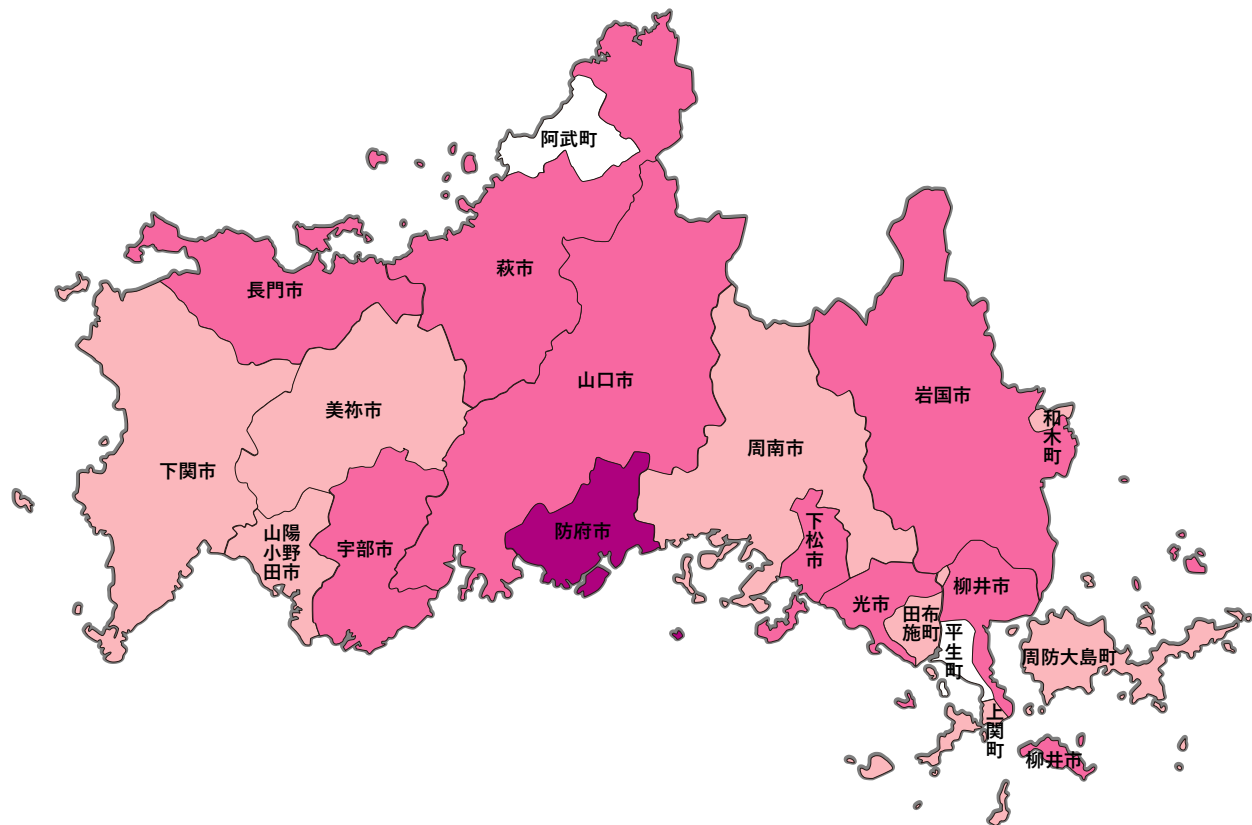 阿武町
萩市
長門市
山口市
岩国市
美祢市
和木町
周南市
下関市
防府市
下松市
山陽
小野
田市
宇部市
柳井市
光市
田布
施町
平生町
周防大島町
上関町
柳井市